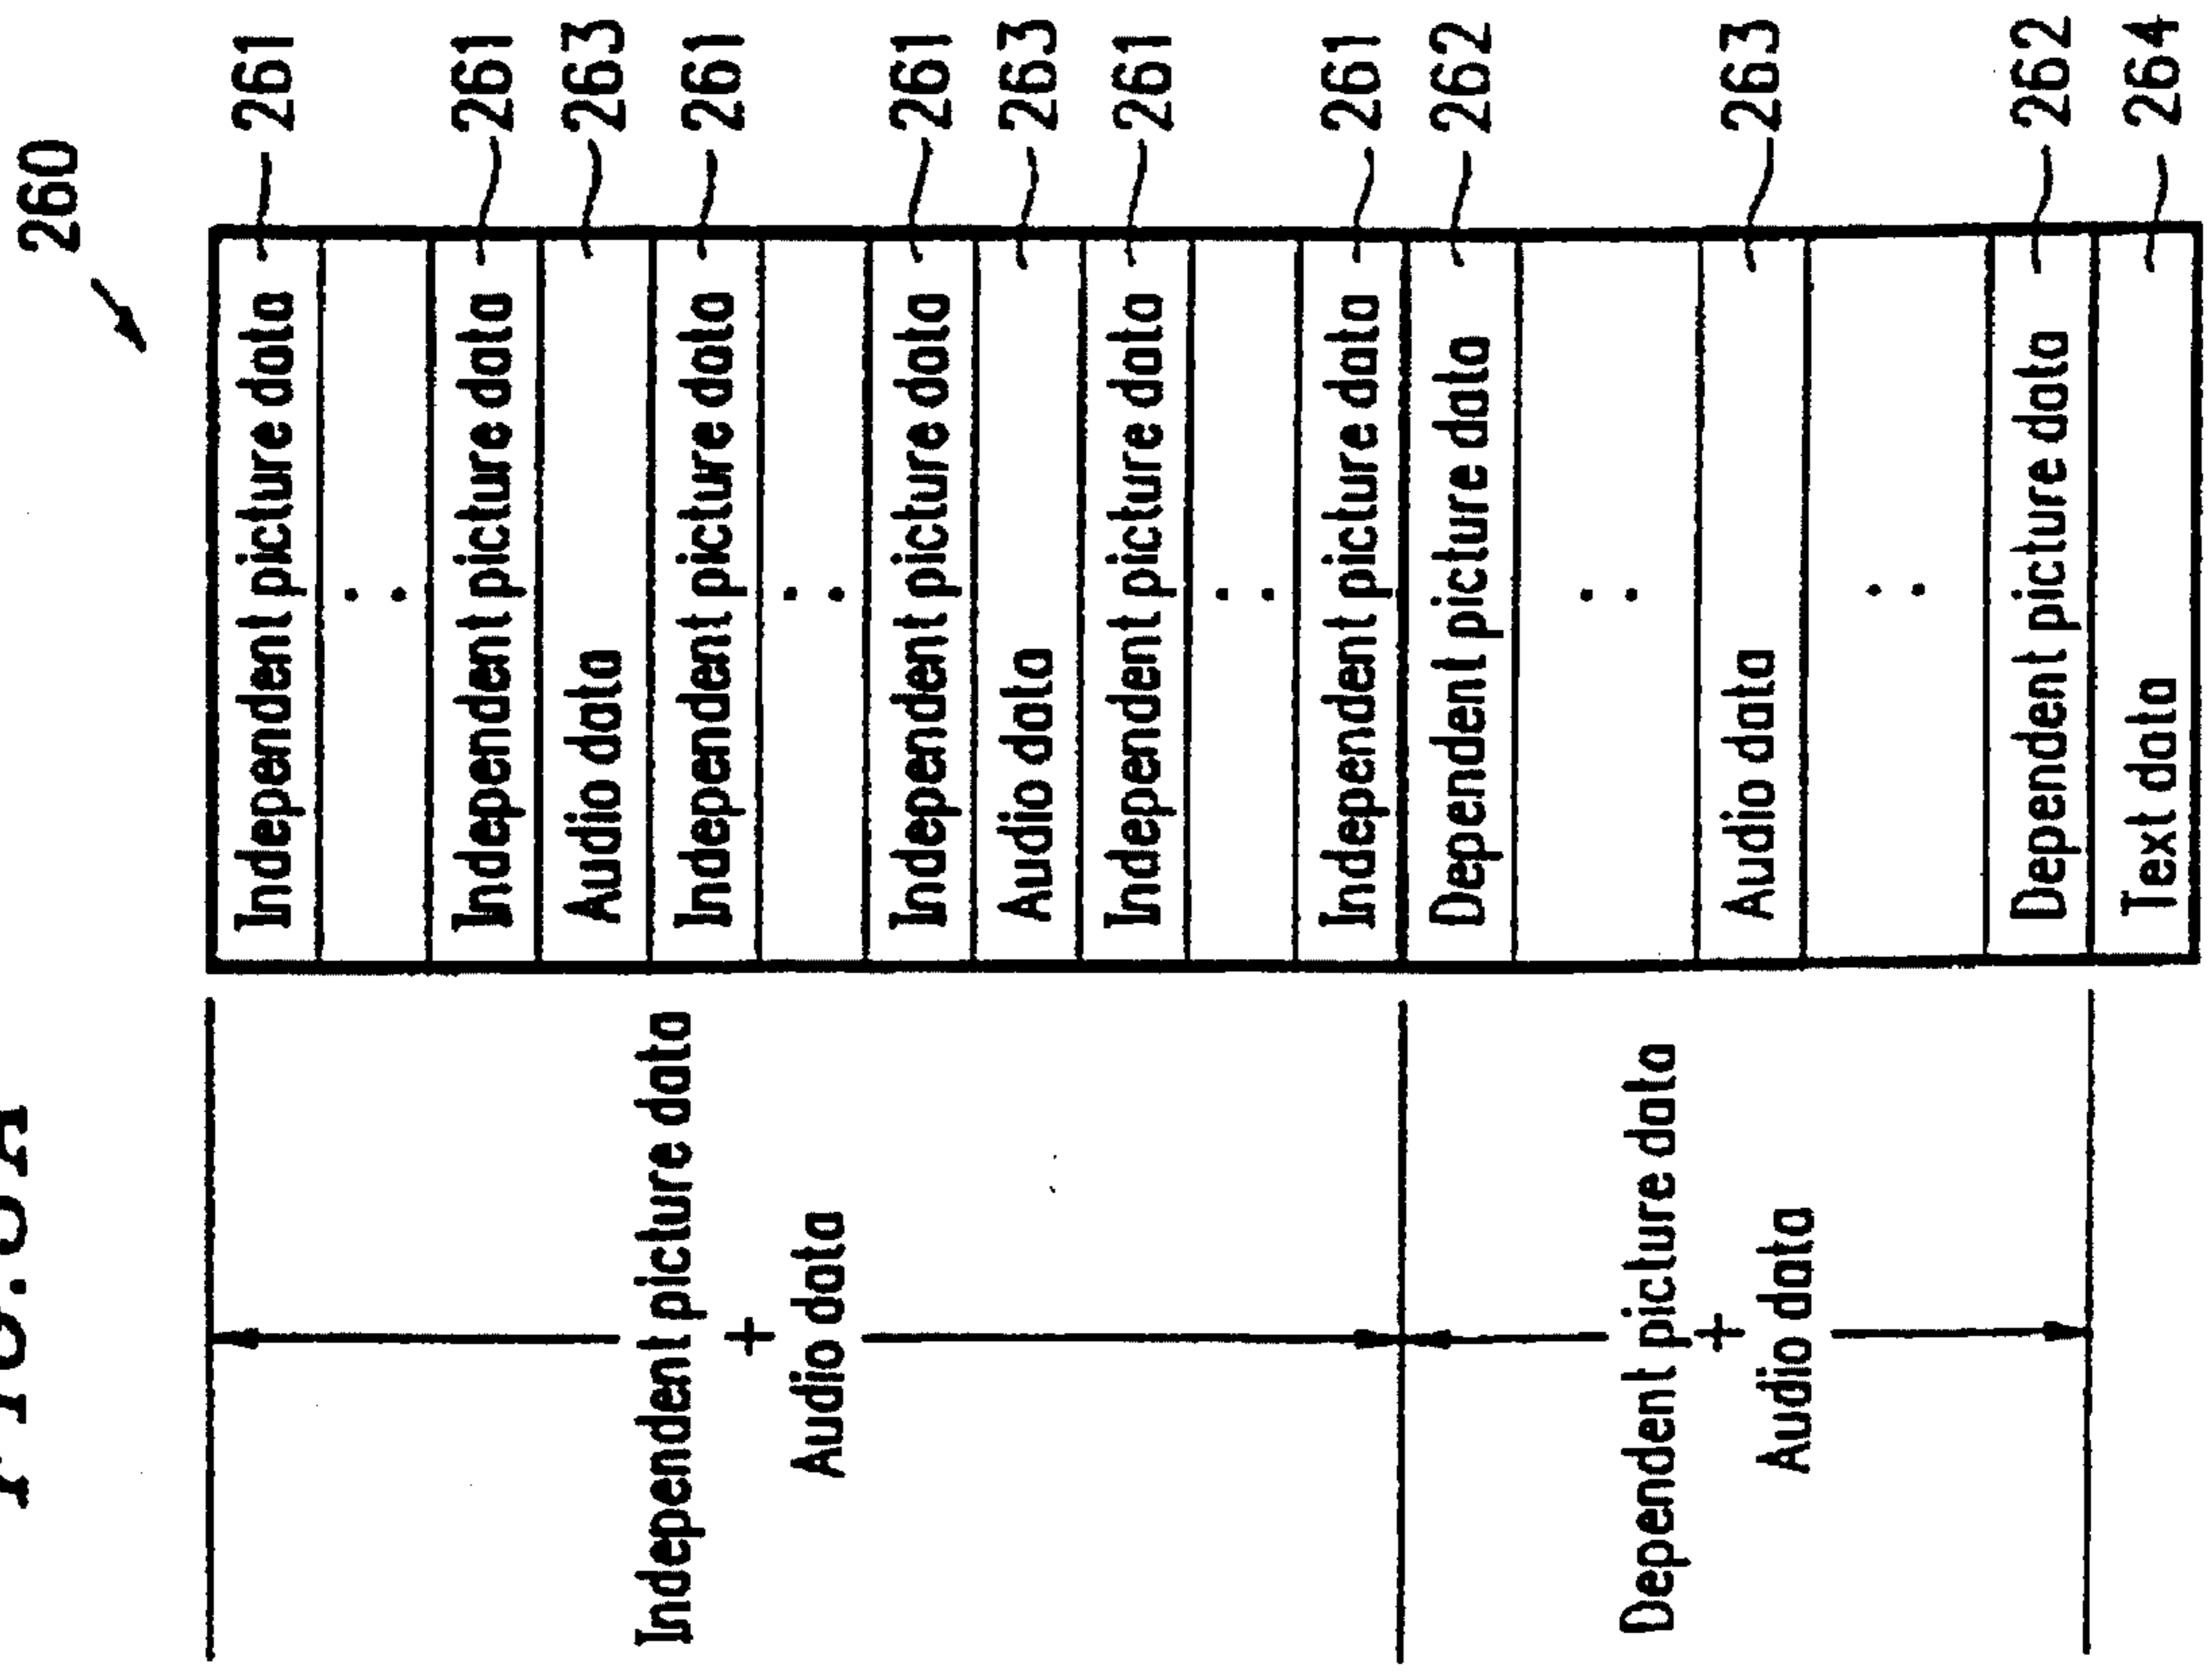 260
Independent picture data
+
Audio data
Dependent picture data
+
Audio data
Independent picture data 261
Independent picture data 261
Audio data 263
Independent picture data 261
Independent picture data 261
Audio data 263
Independent picture data 261
Independent picture data 261
Dependent picture data 262
Audio data 263
Dependent picture data 262
Text data 264